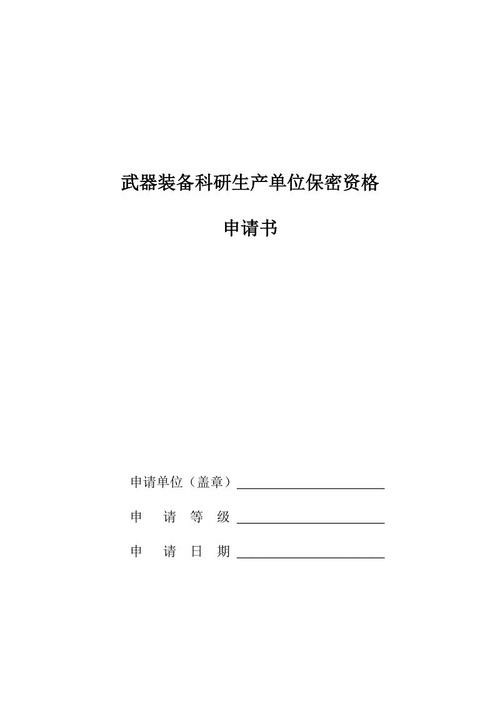 武器装备科研生产单位保密资格
申请书
申请单位（盖章）
申 请 等 级
申 请 日 期